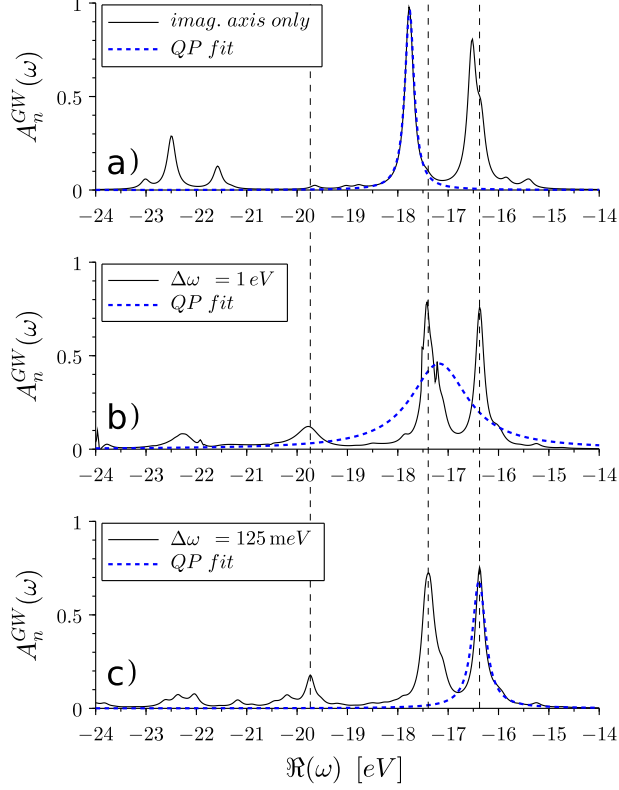 1
0.5
0
A_n^{GW}(ω)
imag. axis only
QP fit
a)
−24 −23 −22 −21 −20 −19 −18 −17 −16 −15 −14
1
0.5
0
A_n^{GW}(ω)
Δω = 1 eV
QP fit
b)
−24 −23 −22 −21 −20 −19 −18 −17 −16 −15 −14
1
0.5
0
A_n^{GW}(ω)
Δω = 125 meV
QP fit
c)
−24 −23 −22 −21 −20 −19 −18 −17 −16 −15 −14
ℜ(ω) [eV]